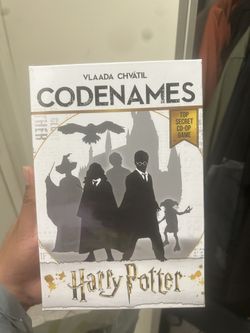 VLAADA CHVÁTIL
CODENAMES
TOP
SECRET
CO-OP
GAME
Harry Potter